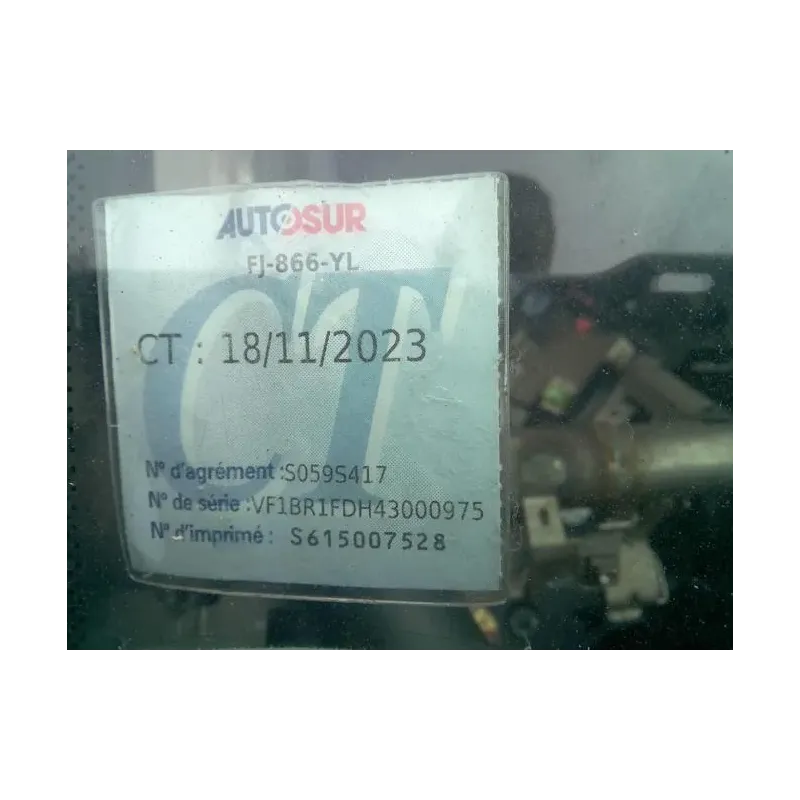 AUTOSUR
FJ-866-YL
CT : 18/11/2023
N° d'agrément :S059S417
N° de série :VF1BR1FDH43000975
N° d'imprimé : S615007528